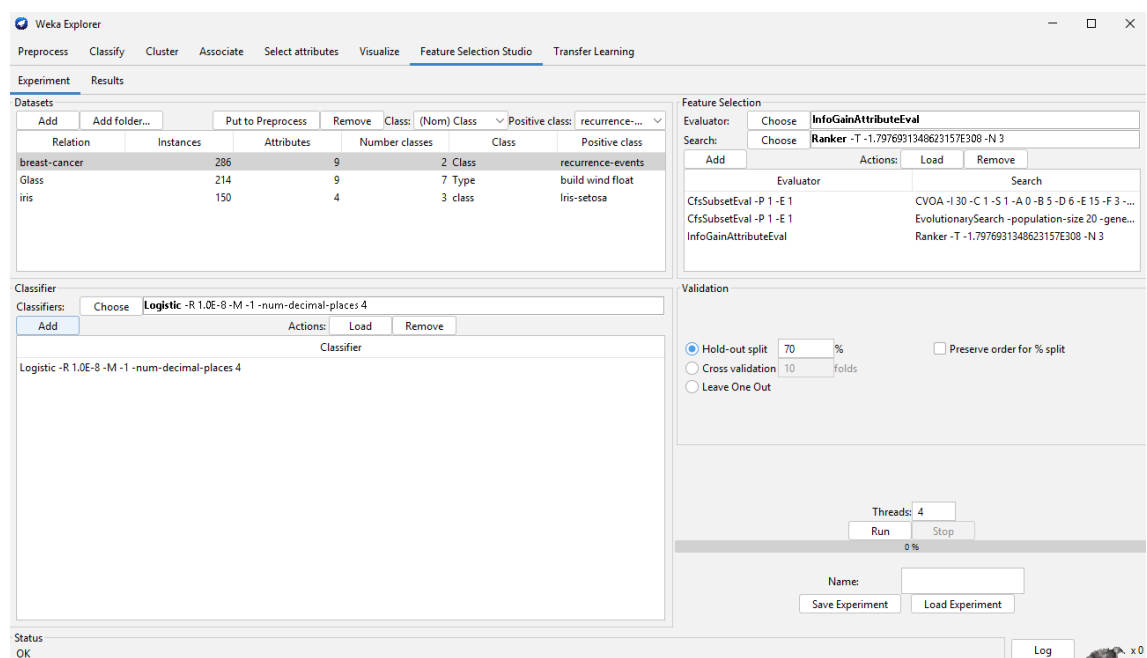 Weka Explorer
Preprocess Classify Cluster Associate Select attributes Visualize Feature Selection Studio Transfer Learning
Experiment Results
Datasets
Add Add folder... Put to Preprocess Remove Class: (Nom) Class Positive class: recurrence-...
Relation Instances Attributes Number classes Class Positive class
breast-cancer 286 9 2 Class recurrence-events
Glass 214 9 7 Type build wind float
iris 150 4 3 class Iris-setosa
Feature Selection
Evaluator: Choose InfoGainAttributeEval
Search: Choose Ranker -T -1.7976931348623157E308 -N 3
Add Actions: Load Remove
Evaluator Search
CfsSubsetEval -P 1 -E 1 CVOA -I 30 -C 1 -S 1 -A 0 -B 5 -D 6 -E 15 -F 3 -...
CfsSubsetEval -P 1 -E 1 EvolutionarySearch -population-size 20 -gene...
InfoGainAttributeEval Ranker -T -1.7976931348623157E308 -N 3
Classifier
Classifiers: Choose Logistic -R 1.0E-8 -M -1 -num-decimal-places 4
Add Actions: Load Remove
Classifier
Logistic -R 1.0E-8 -M -1 -num-decimal-places 4
Validation
Hold-out split 70 % Preserve order for % split
Cross validation 10 folds
Leave One Out
Threads: 4
Run Stop
0 %
Name:
Save Experiment Load Experiment
Status
OK
Log x 0